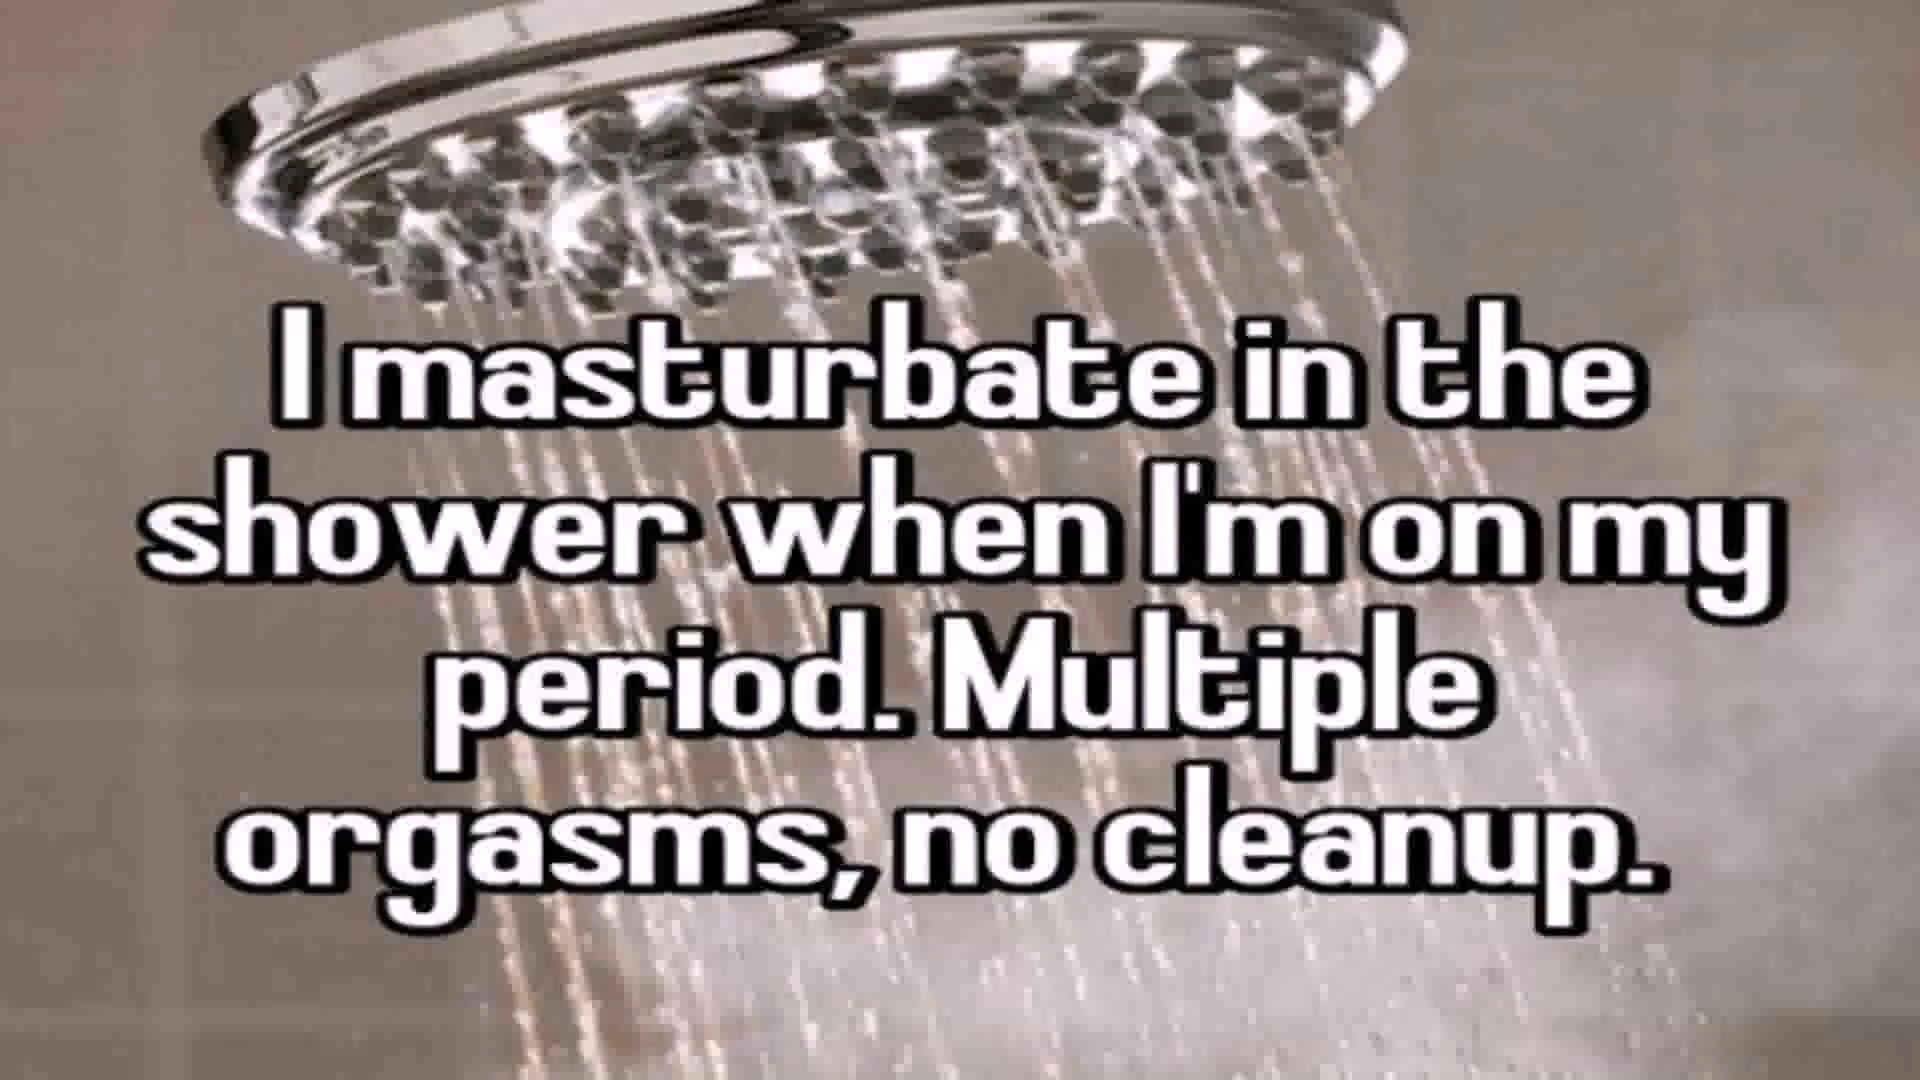 I masturbate in the
shower when I'm on my
period. Multiple
orgasms, no cleanup.